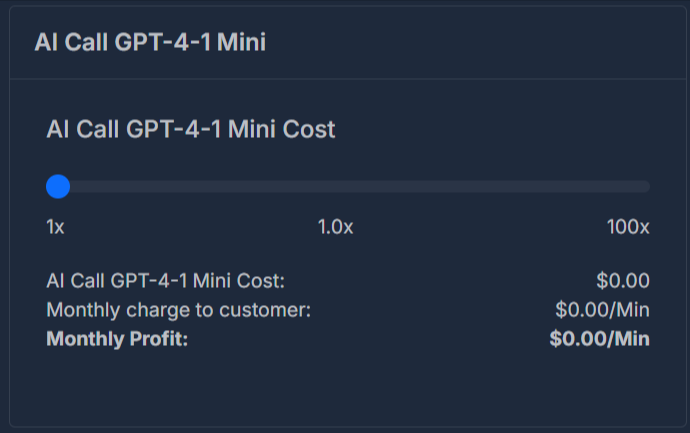 AI Call GPT-4-1 Mini
AI Call GPT-4-1 Mini Cost
1x 1.0x 100x
AI Call GPT-4-1 Mini Cost: $0.00
Monthly charge to customer: $0.00/Min
Monthly Profit: $0.00/Min